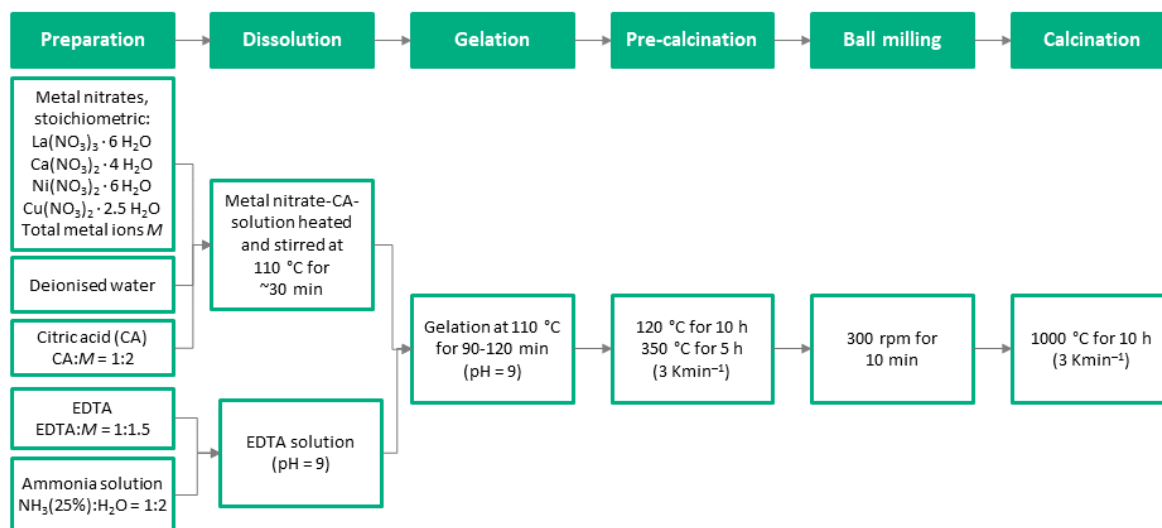 Preparation
Dissolution
Gelation
Pre-calcination
Ball milling
Calcination
Metal nitrates,
stoichiometric:
La(NO₃)₃ · 6 H₂O
Ca(NO₃)₂ · 4 H₂O
Ni(NO₃)₂ · 6 H₂O
Cu(NO₃)₂ · 2.5 H₂O
Total metal ions M
Deionised water
Citric acid (CA)
CA:M = 1:2
EDTA
EDTA:M = 1:1.5
Ammonia solution
NH₃(25%):H₂O = 1:2
Metal nitrate-CA-
solution heated
and stirred at
110 °C for
~30 min
EDTA solution
(pH = 9)
Gelation at 110 °C
for 90-120 min
(pH = 9)
120 °C for 10 h
350 °C for 5 h
(3 Kmin⁻¹)
300 rpm for
10 min
1000 °C for 10 h
(3 Kmin⁻¹)